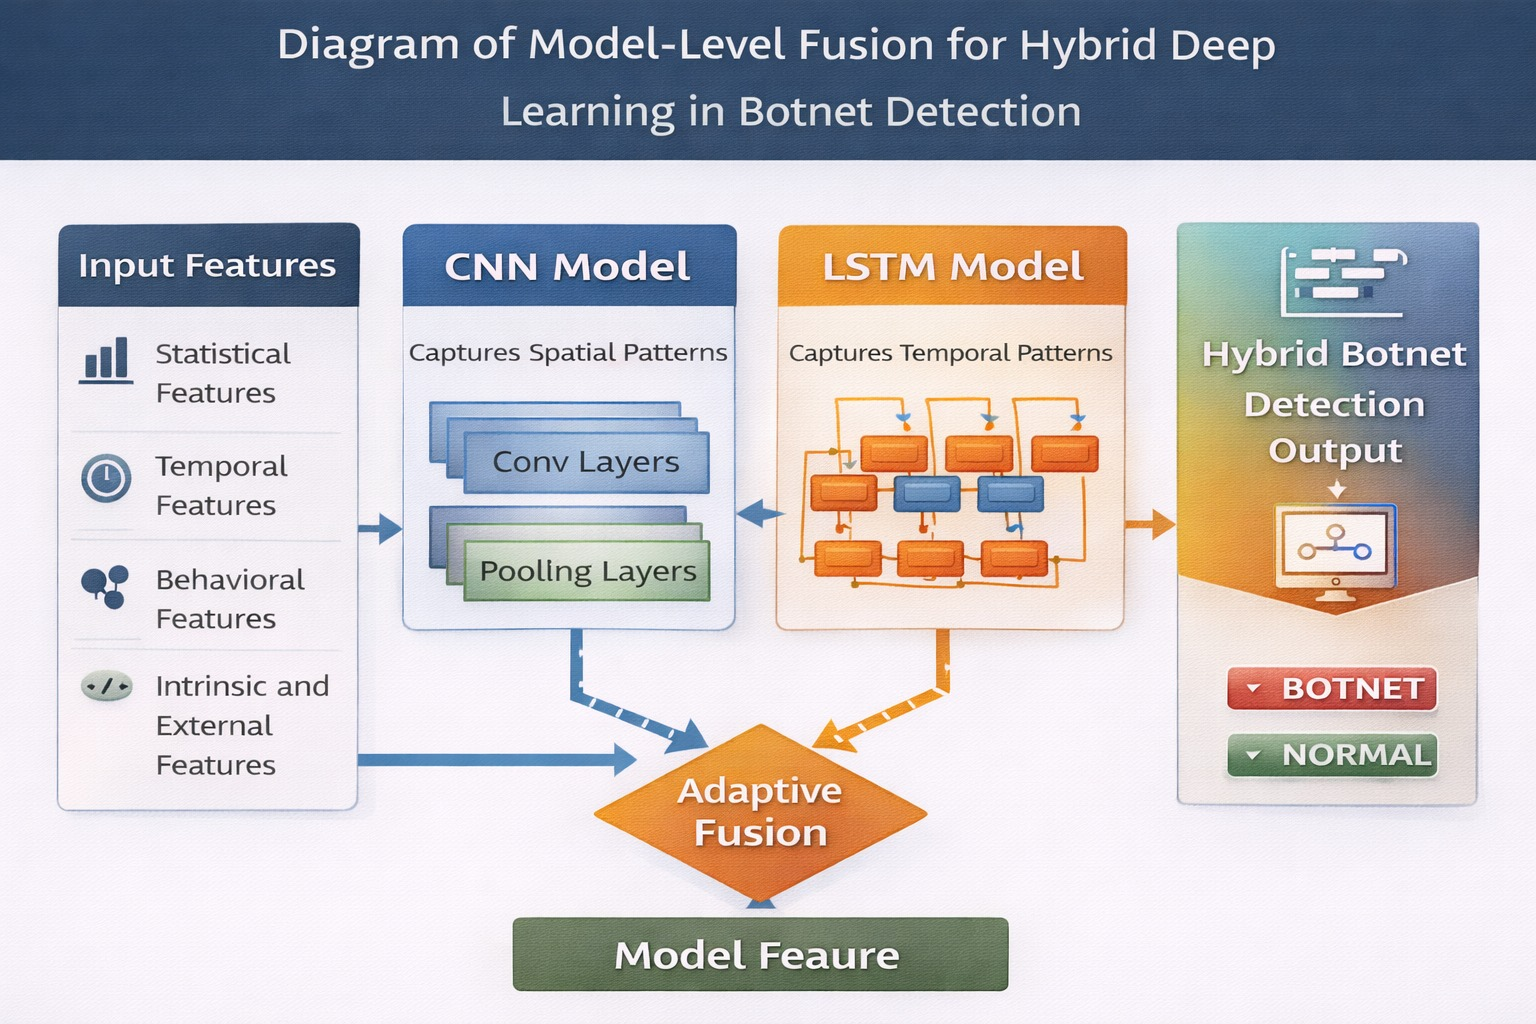 Diagram of Model-Level Fusion for Hybrid Deep
Learning in Botnet Detection
Input Features
Statistical
Features
Temporal
Features
Behavioral
Features
Intrinsic and
External
Features
CNN Model
Captures Spatial Patterns
Conv Layers
Pooling Layers
LSTM Model
Captures Temporal Patterns
Hybrid Botnet
Detection
Output
BOTNET
NORMAL
Adaptive
Fusion
Model Feaure